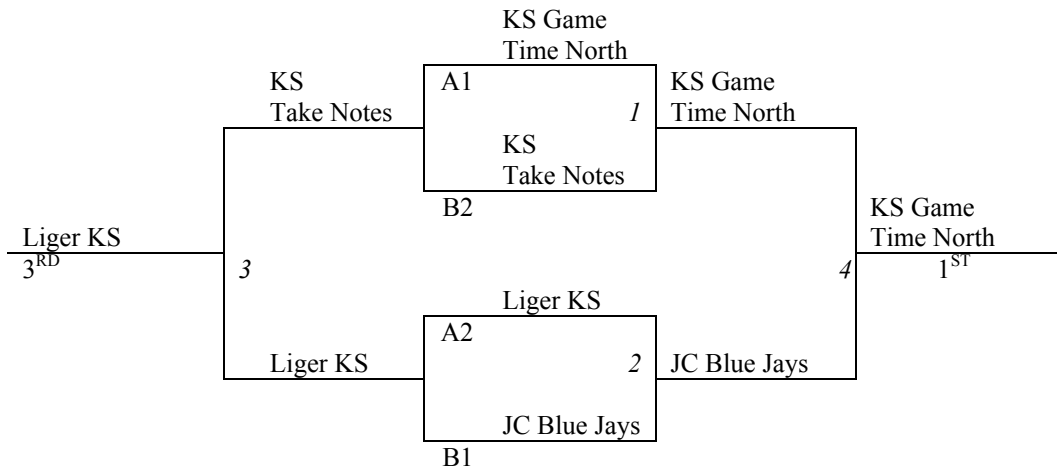 KS Game
Time North
KS
Take Notes
A1
1
KS Game
Time North
KS
Take Notes
B2
KS Game
Time North
Liger KS
3RD
3
4
1ST
Liger KS
A2
Liger KS
2
JC Blue Jays
JC Blue Jays
B1